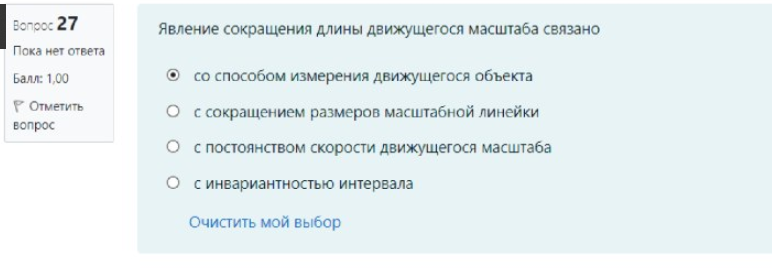 Вопрос 27
Пока нет ответа
Балл: 1,00
Отметить
вопрос
Явление сокращения длины движущегося масштаба связано
со способом измерения движущегося объекта
с сокращением размеров масштабной линейки
с постоянством скорости движущегося масштаба
с инвариантностью интервала
Очистить мой выбор